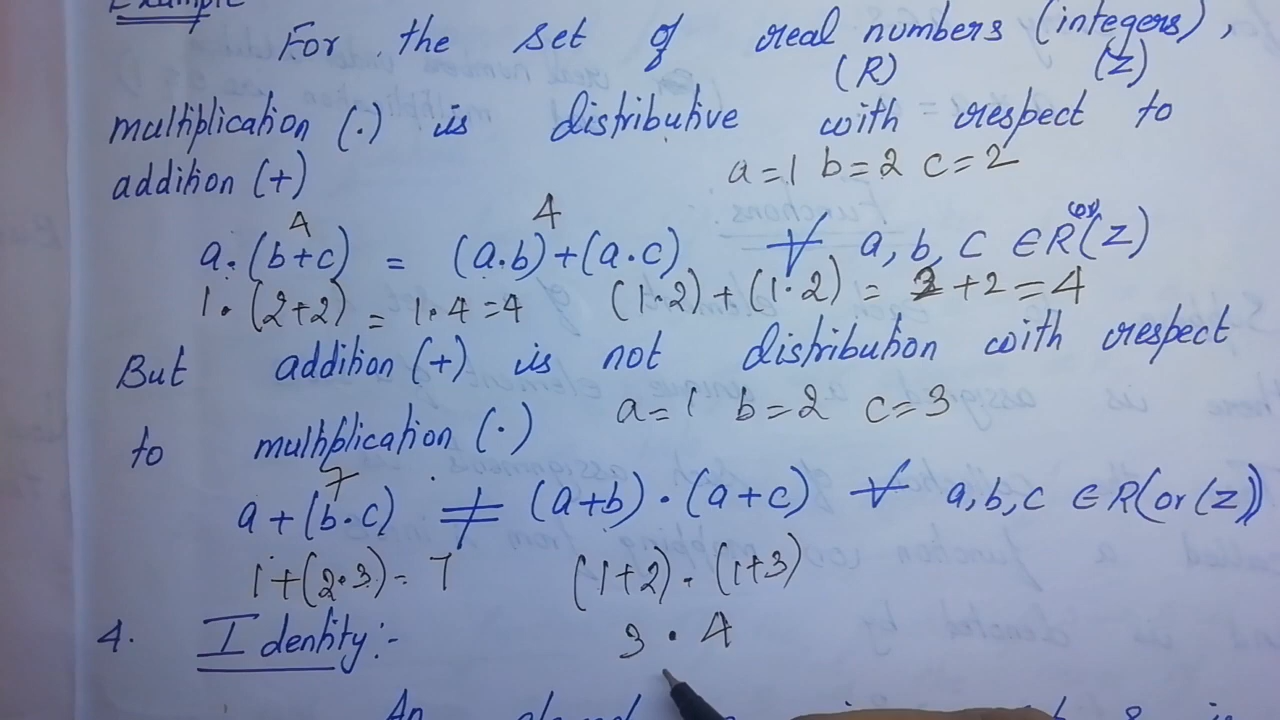 Example
For the set of real numbers (integers),
(R) (Z)
multiplication (.) is distributive with respect to
addition (+) a=1 b=2 c=2
4 4
a.(b+c) = (a.b)+(a.c) ∀ a, b, c ∈R (or) (Z)
1.(2+2) = 1.4=4 (1.2)+(1.2) = 2+2=4
But addition (+) is not distribution with respect
to multiplication (.) a=1 b=2 c=3
7
a+(b.c) ≠ (a+b).(a+c) ∀ a,b,c ∈R(or(Z))
1+(2.3)=7 (1+2).(1+3)
4. Identity:- 3.4
An